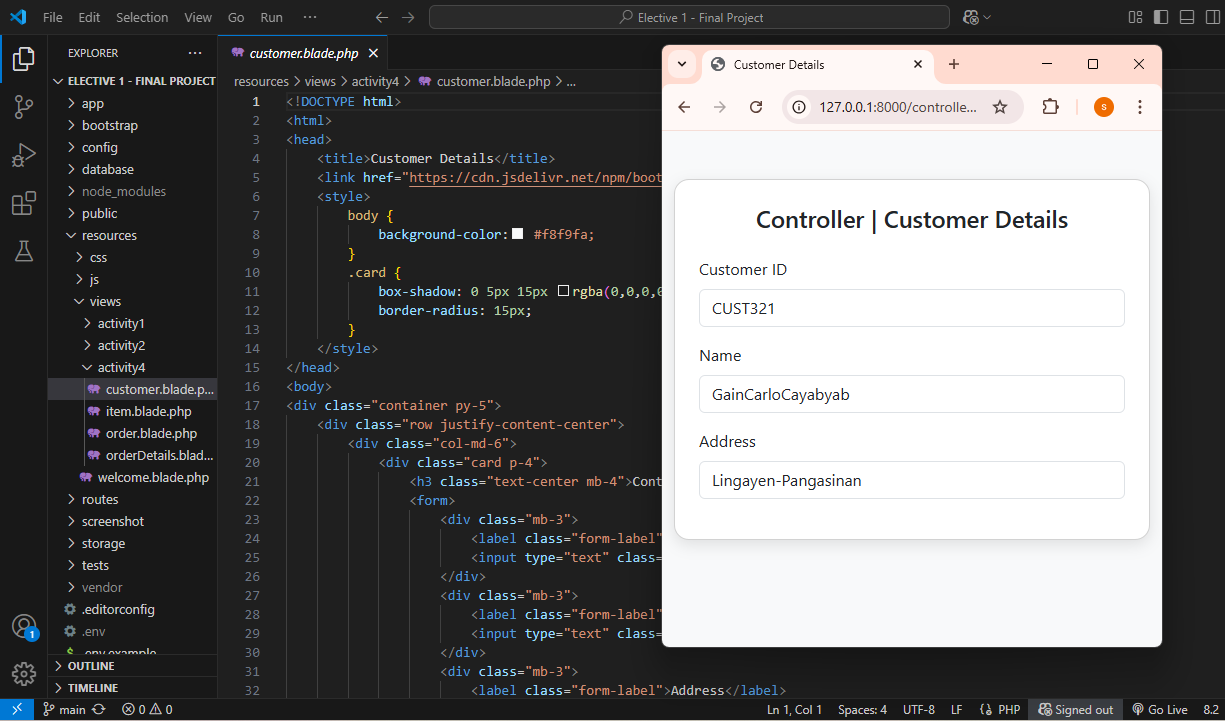 File Edit Selection View Go Run ···
Elective 1 - Final Project
EXPLORER ···
ELECTIVE 1 - FINAL PROJECT
app
bootstrap
config
database
node_modules
public
resources
css
js
views
activity1
activity2
activity4
customer.blade.p...
item.blade.php
order.blade.php
orderDetails.blad...
welcome.blade.php
routes
screenshot
storage
tests
vendor
.editorconfig
.env
.env.example
OUTLINE
TIMELINE
1
customer.blade.php
resources > views > activity4 > customer.blade.php > ...
1 <!DOCTYPE html>
2 <html>
3 <head>
4 <title>Customer Details</title>
5 <link href="https://cdn.jsdelivr.net/npm/boot
6 <style>
7 body {
8 background-color: #f8f9fa;
9 }
10 .card {
11 box-shadow: 0 5px 15px rgba(0,0,0,0
12 border-radius: 15px;
13 }
14 </style>
15 </head>
16 <body>
17 <div class="container py-5">
18 <div class="row justify-content-center">
19 <div class="col-md-6">
20 <div class="card p-4">
21 <h3 class="text-center mb-4">Cont
22 <form>
23 <div class="mb-3">
24 <label class="form-label"
25 <input type="text" class=
26 </div>
27 <div class="mb-3">
28 <label class="form-label"
29 <input type="text" class=
30 </div>
31 <div class="mb-3">
32 <label class="form-label">Address</label>
Customer Details
127.0.0.1:8000/controlle...
S
Controller | Customer Details
Customer ID
CUST321
Name
GainCarloCayabyab
Address
Lingayen-Pangasinan
main 0 0 Ln 1, Col 1 Spaces: 4 UTF-8 LF {} PHP Signed out Go Live 8.2